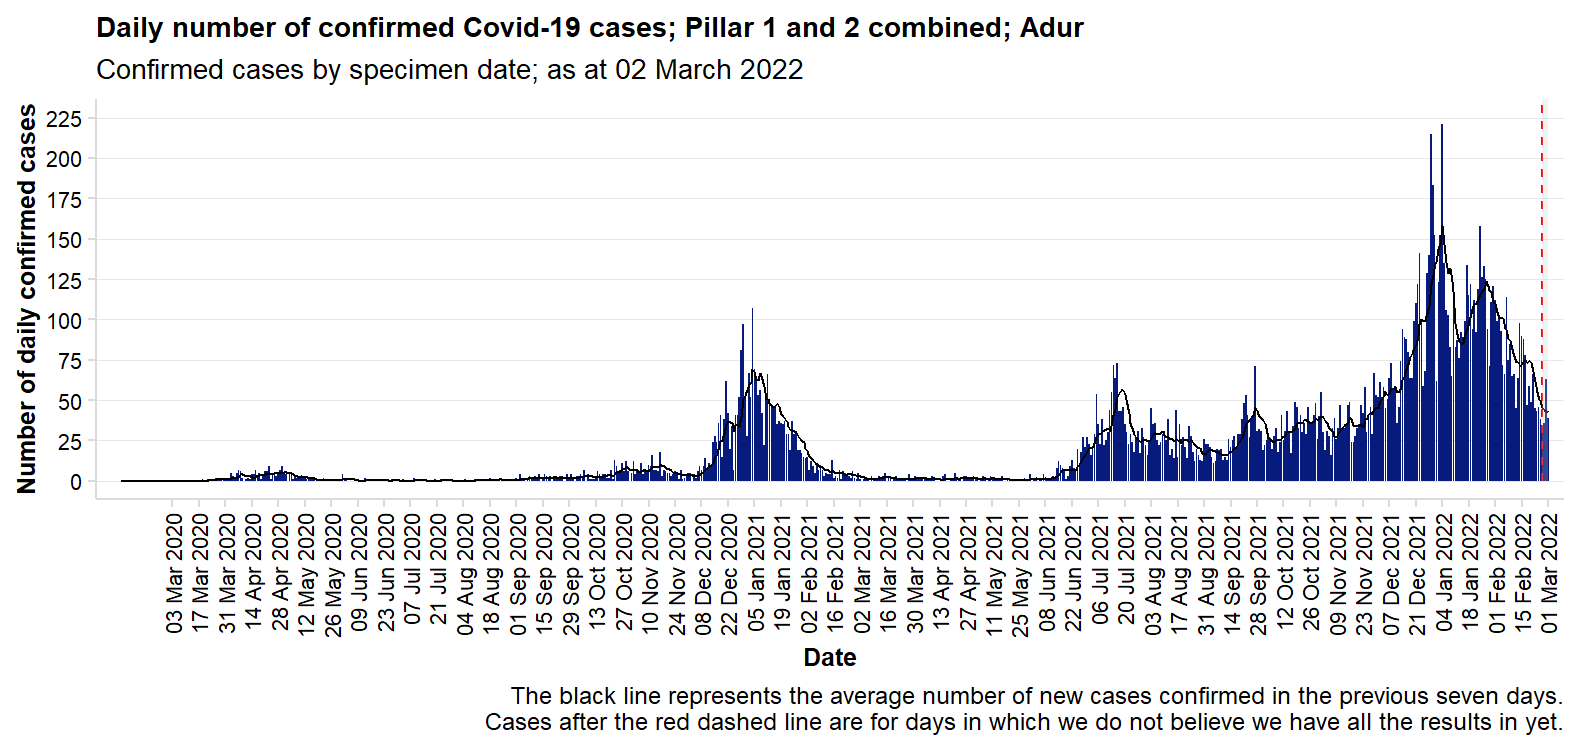 Daily number of confirmed Covid-19 cases; Pillar 1 and 2 combined; Adur
Confirmed cases by specimen date; as at 02 March 2022
Number of daily confirmed cases
225
200
175
150
125
100
75
50
25
0
03 Mar 2020
17 Mar 2020
31 Mar 2020
14 Apr 2020
28 Apr 2020
12 May 2020
26 May 2020
09 Jun 2020
23 Jun 2020
07 Jul 2020
21 Jul 2020
04 Aug 2020
18 Aug 2020
01 Sep 2020
15 Sep 2020
29 Sep 2020
13 Oct 2020
27 Oct 2020
10 Nov 2020
24 Nov 2020
08 Dec 2020
22 Dec 2020
05 Jan 2021
19 Jan 2021
02 Feb 2021
16 Feb 2021
02 Mar 2021
16 Mar 2021
30 Mar 2021
13 Apr 2021
27 Apr 2021
11 May 2021
25 May 2021
08 Jun 2021
22 Jun 2021
06 Jul 2021
20 Jul 2021
03 Aug 2021
17 Aug 2021
31 Aug 2021
14 Sep 2021
28 Sep 2021
12 Oct 2021
26 Oct 2021
09 Nov 2021
23 Nov 2021
07 Dec 2021
21 Dec 2021
04 Jan 2022
18 Jan 2022
01 Feb 2022
15 Feb 2022
01 Mar 2022
Date
The black line represents the average number of new cases confirmed in the previous seven days.
Cases after the red dashed line are for days in which we do not believe we have all the results in yet.